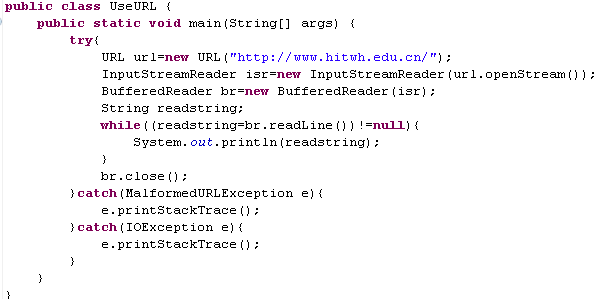 public class UseURL {
    public static void main(String[] args) {
        try{
            URL url=new URL("http://www.hitwh.edu.cn/");
            InputStreamReader isr=new InputStreamReader(url.openStream());
            BufferedReader br=new BufferedReader(isr);
            String readstring;
            while((readstring=br.readLine())!=null){
                System.out.println(readstring);
            }
            br.close();
        }catch(MalformedURLException e){
            e.printStackTrace();
        }catch(IOException e){
            e.printStackTrace();
        }
    }
}